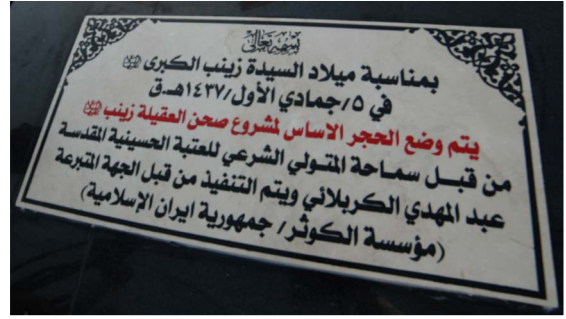 بسمه تعالى
بمناسبة ميلاد السيدة زينب الكبرى
في ٥/جمادي الأول/١٤٣٧هـ.ق
يتم وضع الحجر الاساس لمشروع صحن العقيلة زينب
من قبل سماحة المتولي الشرعي للعتبة الحسينية المقدسة
عبد المهدي الكربلائي ويتم التنفيذ من قبل الجهة المتبرعة
(مؤسسة الكوثر/ جمهورية ايران الإسلامية)